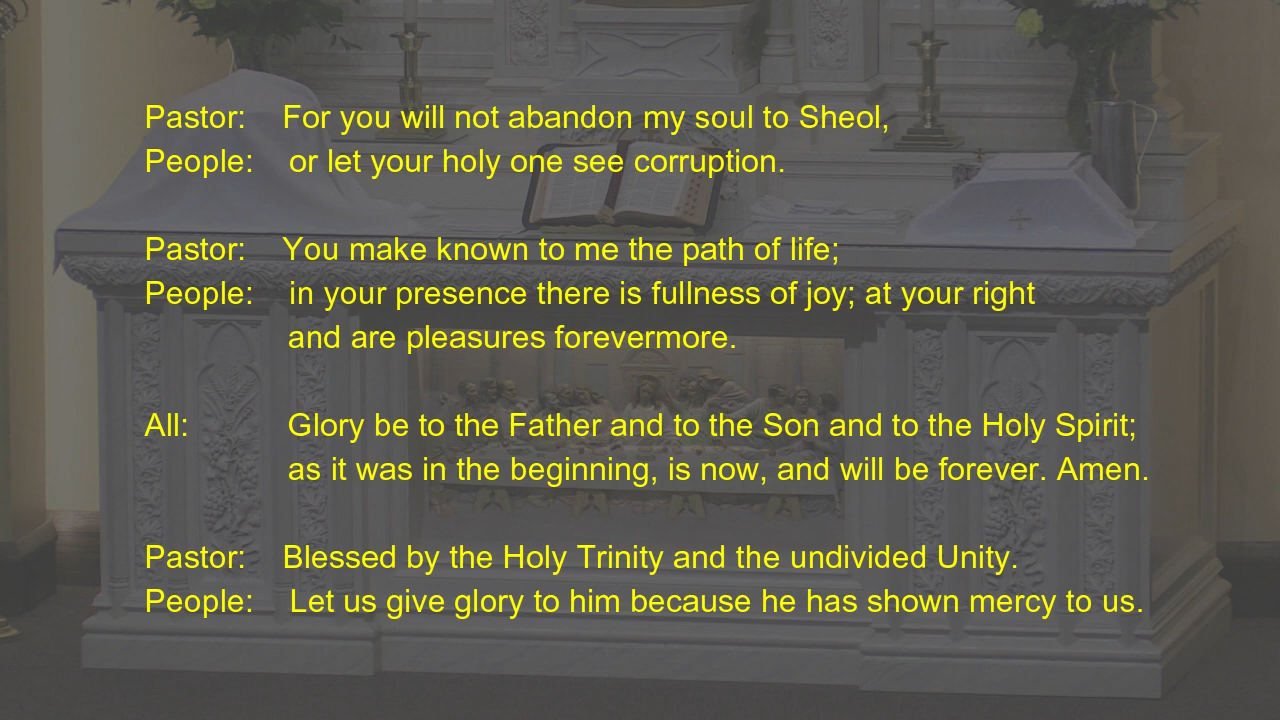 Pastor: For you will not abandon my soul to Sheol,
People: or let your holy one see corruption.
Pastor: You make known to me the path of life;
People: in your presence there is fullness of joy; at your right
and are pleasures forevermore.
All: Glory be to the Father and to the Son and to the Holy Spirit;
as it was in the beginning, is now, and will be forever. Amen.
Pastor: Blessed by the Holy Trinity and the undivided Unity.
People: Let us give glory to him because he has shown mercy to us.